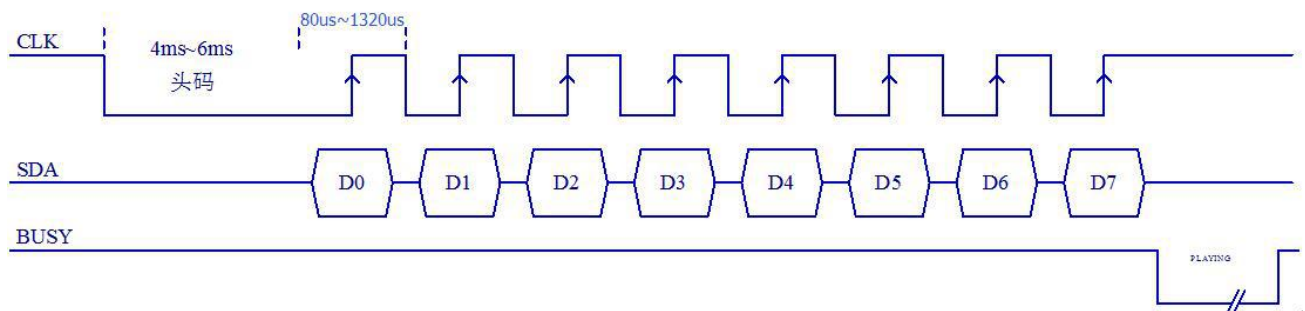 80us~1320us
CLK
4ms~6ms
头码
SDA
D0 D1 D2 D3 D4 D5 D6 D7
BUSY
PLAYING